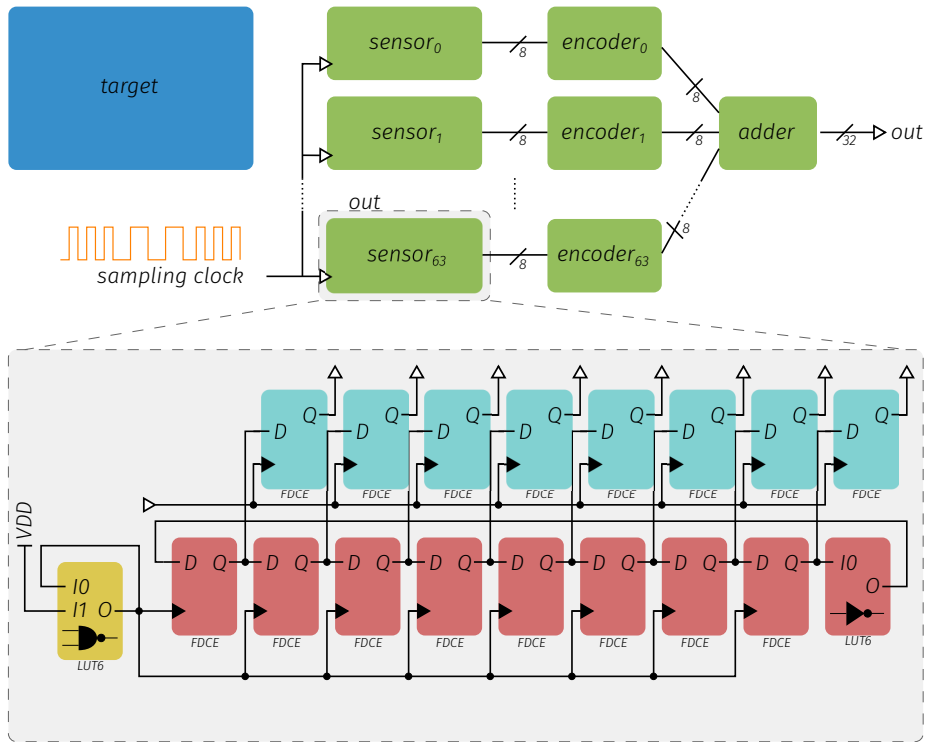 target
sensor0
8
encoder0
8
sensor1
8
encoder1
8
adder
32
out
out
sensor63
8
encoder63
8
sampling clock
Q Q Q Q Q Q Q Q
D D D D D D D D
FDCE FDCE FDCE FDCE FDCE FDCE FDCE FDCE
VDD
D Q D Q D Q D Q D Q D Q D Q D Q I0
I0
O
I1 O
FDCE FDCE FDCE FDCE FDCE FDCE FDCE FDCE LUT6
LUT6